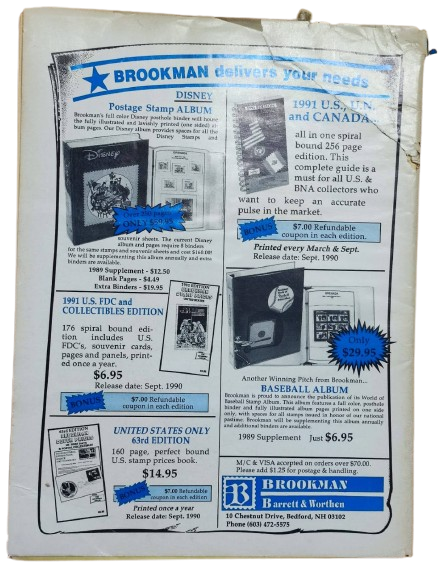 BROOKMAN delivers your needs
DISNEY
Postage Stamp ALBUM
Brookman's full color Disney posthole binder will house
the fully illustrated and lavishly printed (one sided) al-
bum pages. Our Disney album provides spaces for all the
Disney Stamps and
Disney
Over 200 pages
ONLY
souvenir sheets. The current Disney
album and pages require 8 binders
for the same stamps and souvenir sheets and cost
We will be supplementing this album annually and extra
binders are available.
1989 Supplement - $12.50
Blank Pages - $4.49
Extra Binders - $19.95
1991 U.S., U.N.
and CANADA...
all in one spiral
bound 256 page
edition. This
complete guide is a
must for all U.S. &
BNA collectors who
want to keep an accurate
pulse in the market.
BONUS
$7.00 Refundable
coupon in each edition.
Printed every March & Sept.
Release date: Sept. 1990
1991 U.S. FDC and
COLLECTIBLES EDITION
176 spiral bound edi-
tion includes U.S.
FDC's, souvenir cards,
pages and panels, print-
ed once a year.
$6.95
Release date: Sept. 1990
BONUS
$7.00 Refundable
coupon in each edition
Only
$29.95
Another Winning Pitch from Brookman...
BASEBALL ALBUM
Brookman is proud to announce the publication of its World of
Baseball Stamp Album. This album features a full color, posthole
binder and fully illustrated album pages printed on one side
only, with spaces for all stamps issued in honor of our national
pastime. Brookman will be supplementing this album annually
and additional binders are available.
1989 Supplement Just $6.95
UNITED STATES ONLY
63rd EDITION
160 page, perfect bound
U.S. stamp prices book.
$14.95
BONUS
$7.00 Refundable
coupon in each edition
Printed once a year
Release date: Sept. 1990
M/C & VISA accepted on orders over $70.00.
Please add $1.25 for postage & handling.
B
BROOKMAN
Barrett & Worthen
10 Chestnut Drive, Bedford, NH 03102
Phone (603) 472-5575